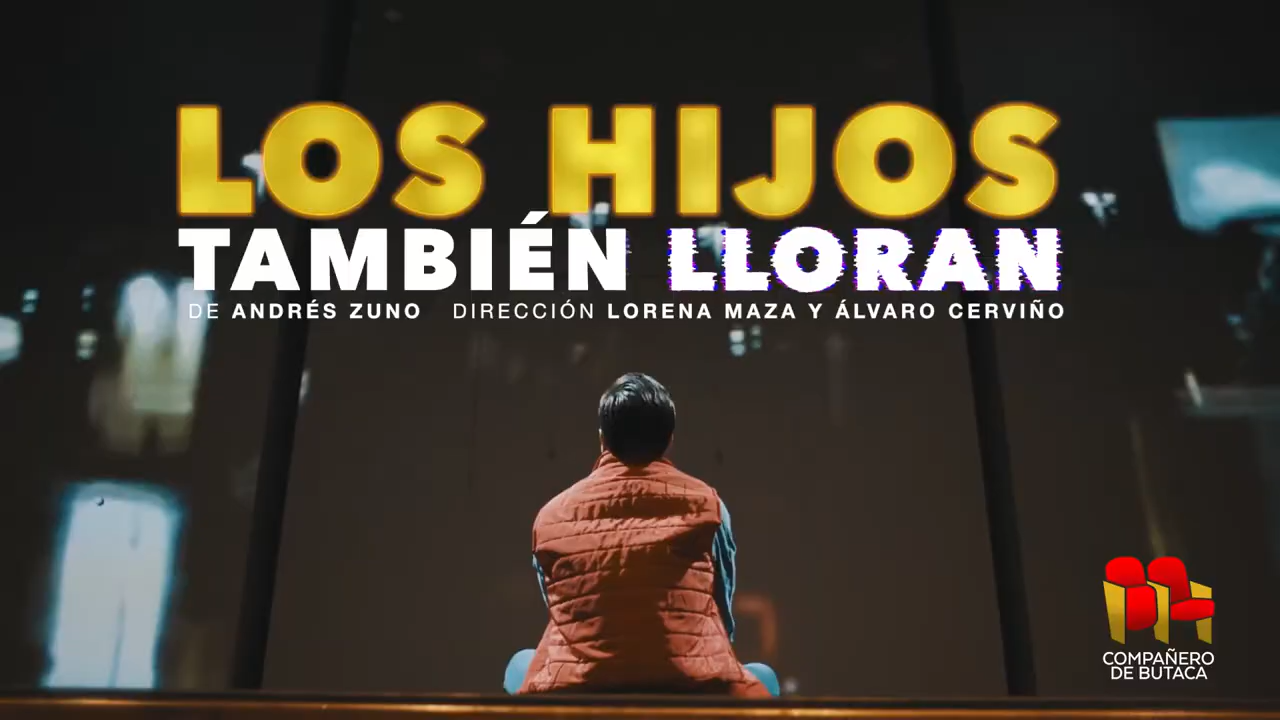 LOS HIJOS
TAMBIÉN LLORAN
DE ANDRÉS ZUNO DIRECCIÓN LORENA MAZA Y ÁLVARO CERVIÑO
COMPAÑERO
DE BUTACA